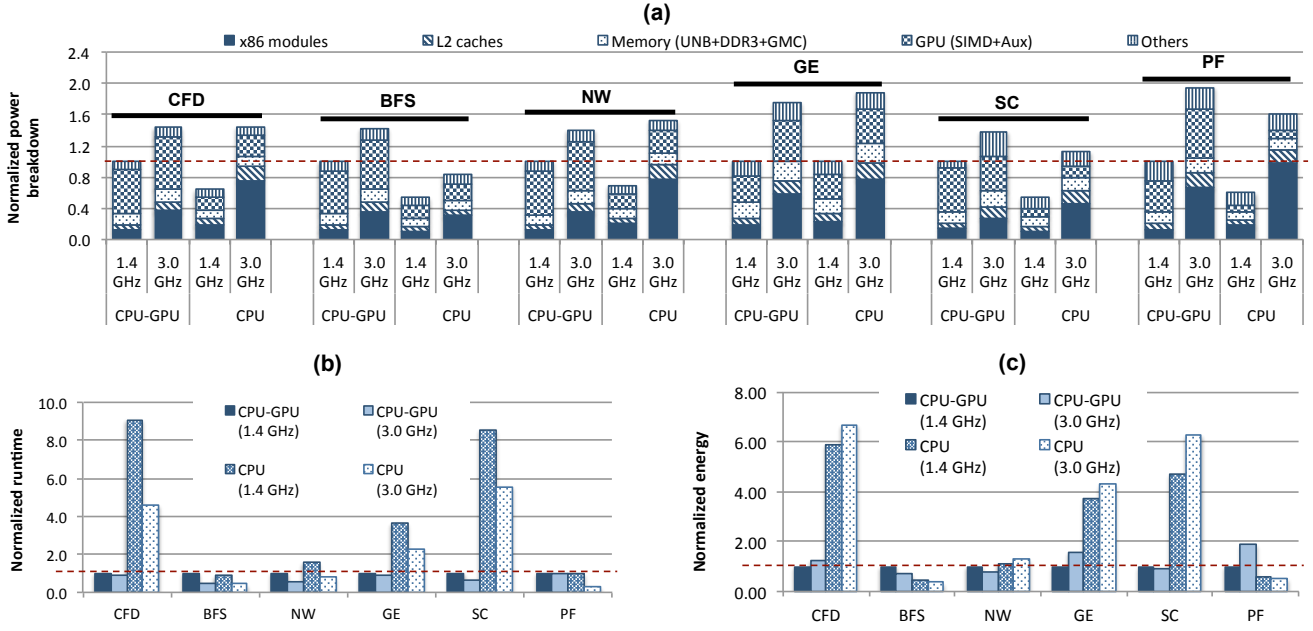 (a)
x86 modules L2 caches Memory (UNB+DDR3+GMC) GPU (SIMD+Aux) Others
Normalized power
breakdown
2.4
2.0
1.6
1.2
0.8
0.4
0.0
CFD BFS NW GE SC PF
1.4 3.0 1.4 3.0 1.4 3.0 1.4 3.0 1.4 3.0 1.4 3.0 1.4 3.0 1.4 3.0 1.4 3.0 1.4 3.0 1.4 3.0 1.4 3.0
GHz GHz GHz GHz GHz GHz GHz GHz GHz GHz GHz GHz GHz GHz GHz GHz GHz GHz GHz GHz GHz GHz GHz GHz
CPU-GPU CPU CPU-GPU CPU CPU-GPU CPU CPU-GPU CPU CPU-GPU CPU CPU-GPU CPU
(b)
Normalized runtime
10.0
8.0
6.0
4.0
2.0
0.0
CPU-GPU CPU-GPU
(1.4 GHz) (3.0 GHz)
CPU CPU
(1.4 GHz) (3.0 GHz)
CFD BFS NW GE SC PF
(c)
Normalized energy
8.00
6.00
4.00
2.00
0.00
CPU-GPU CPU-GPU
(1.4 GHz) (3.0 GHz)
CPU CPU
(1.4 GHz) (3.0 GHz)
CFD BFS NW GE SC PF